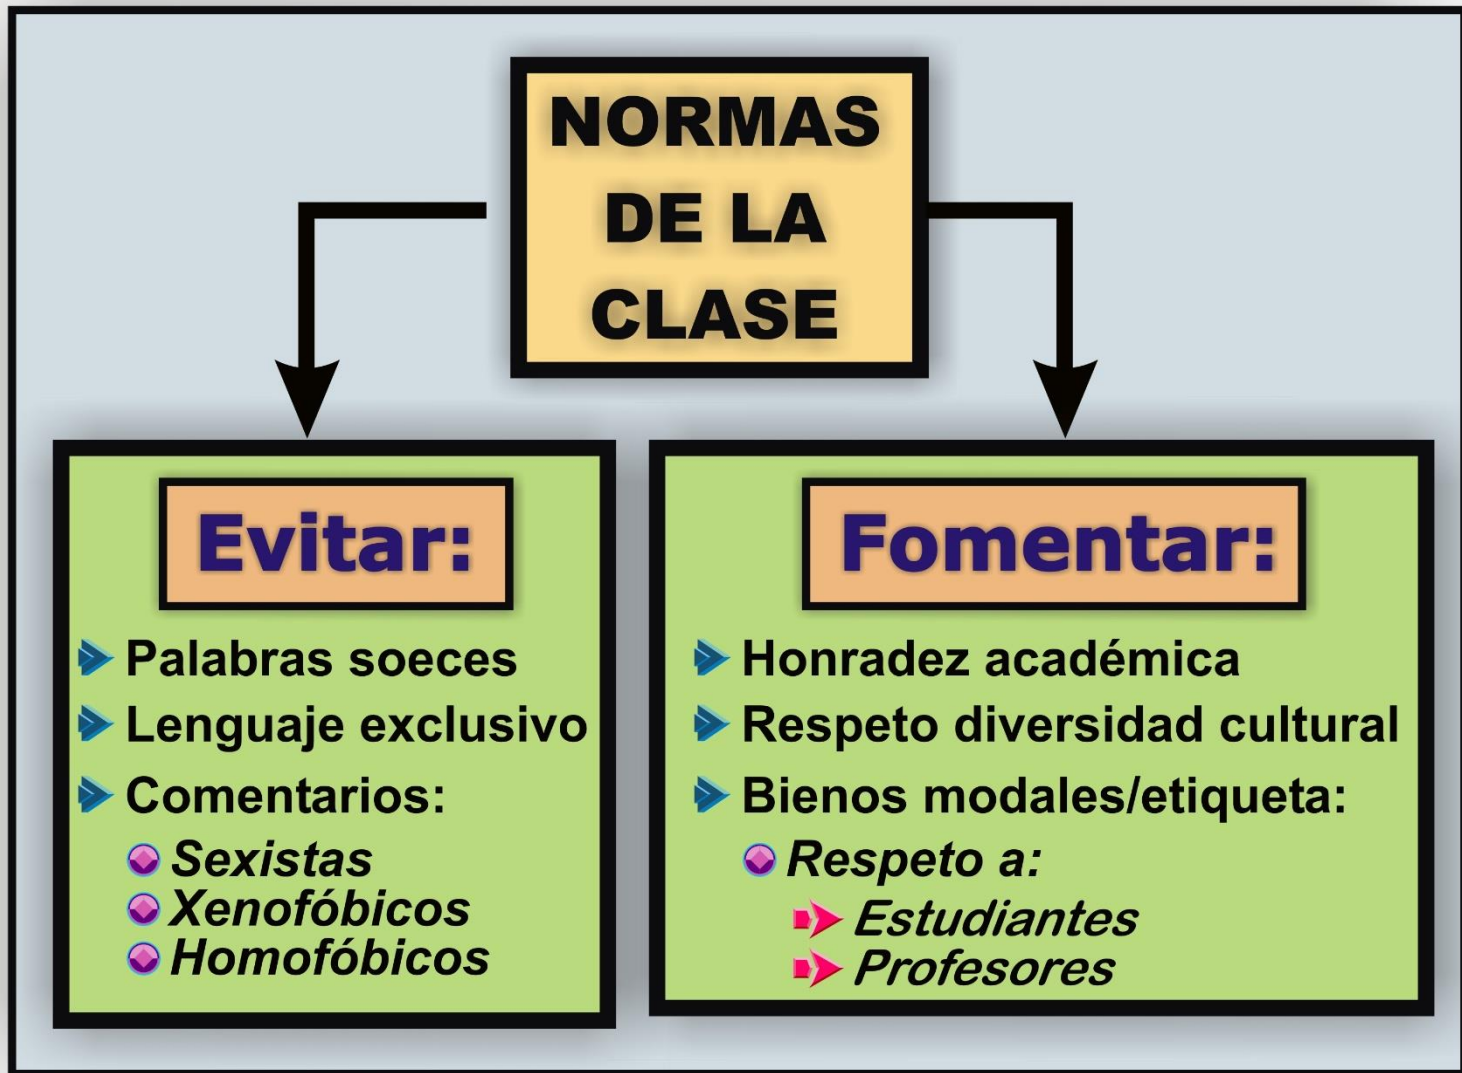 NORMAS
DE LA
CLASE
Evitar:
Palabras soeces
Lenguaje exclusivo
Comentarios:
Sexistas
Xenofóbicos
Homofóbicos
Fomentar:
Honradez académica
Respeto diversidad cultural
Bienos modales/etiqueta:
Respeto a:
Estudiantes
Profesores